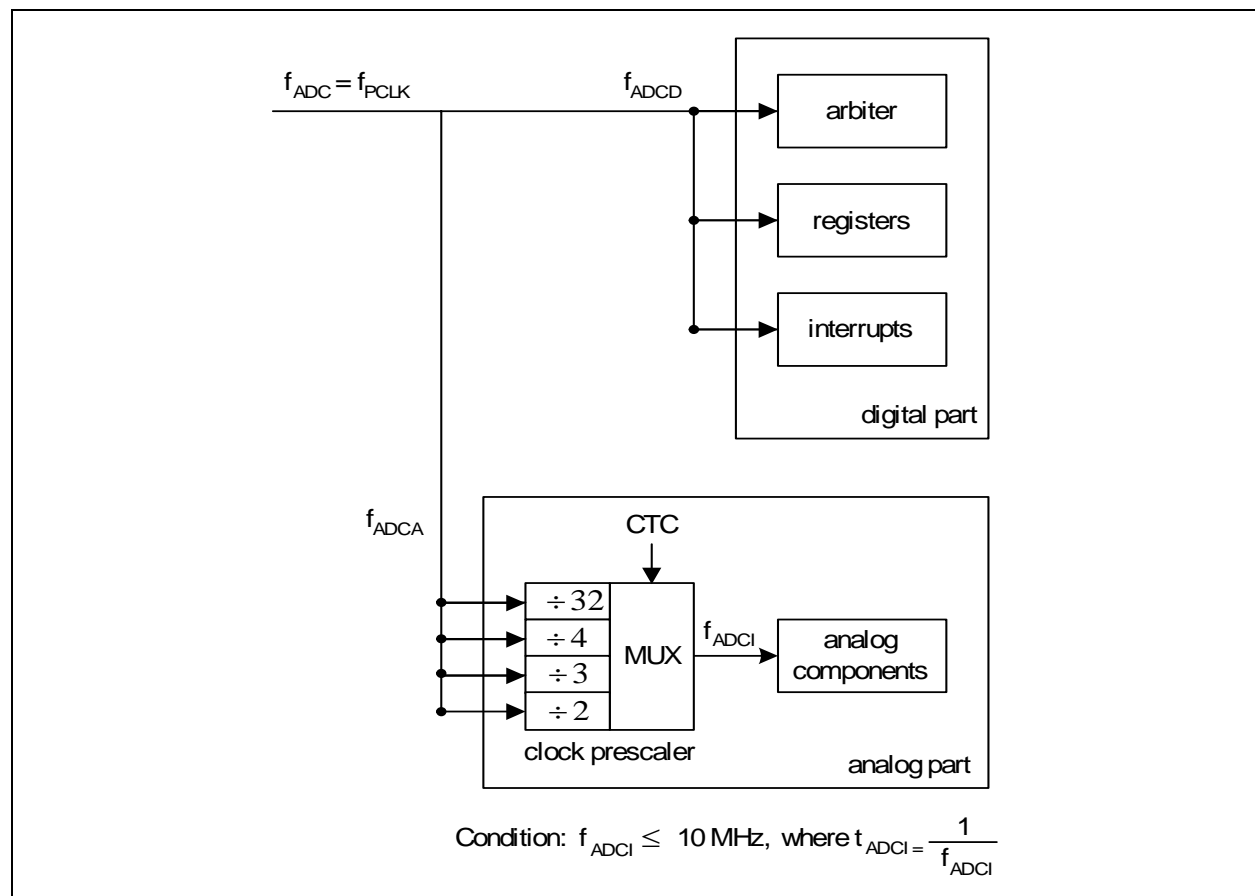 fADC = fPCLK
fADCD
arbiter
registers
interrupts
digital part
fADCA
CTC
÷ 32
÷ 4
÷ 3
÷ 2
MUX
fADCI
analog
components
clock prescaler
analog part
Condition: fADCI ≤ 10 MHz, where tADCI = 1 / fADCI